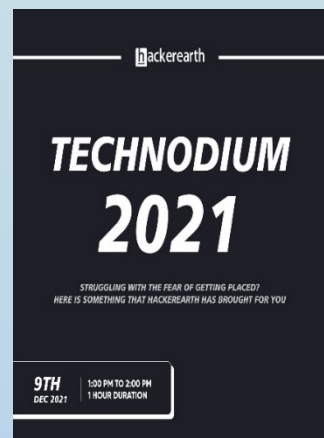 hackerearth
TECHNODIUM
2021
STRUGGLING WITH THE FEAR OF GETTING PLACED?
HERE IS SOMETHING THAT HACKEREARTH HAS BROUGHT FOR YOU
9TH
DEC 2021
1:00 PM TO 2:00 PM
1 HOUR DURATION